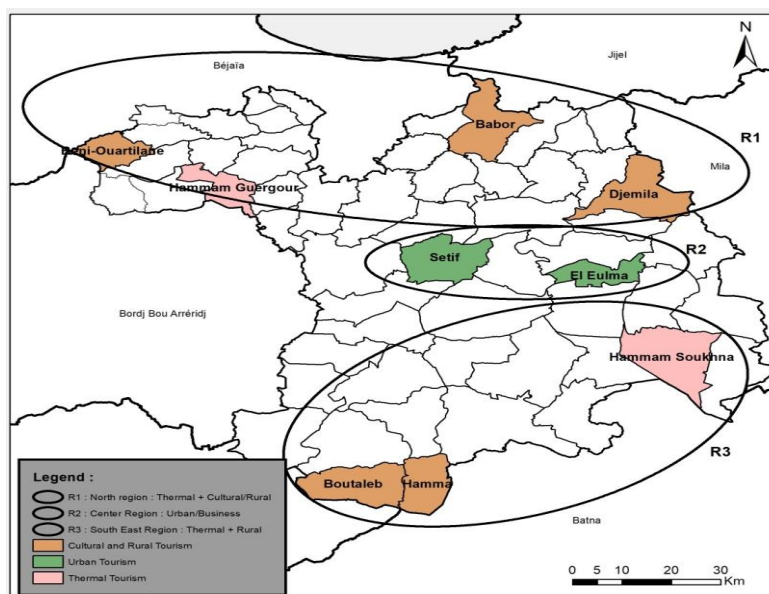 N
Jijel
Béjaïa
Babor
R1
Beni-Ouartilane
Mila
Hammam Guergour
Djemila
R2
Setif
El Eulma
Bordj Bou Arréridj
Hammam Soukhna
R3
Legend :
R1 : North region : Thermal + Cultural/Rural
R2 : Center Region : Urban/Business
R3 : South East Region : Thermal + Rural
Cultural and Rural Tourism
Urban Tourism
Thermal Tourism
Boutaleb
Hamma
Batna
0 5 10 20 30
Km